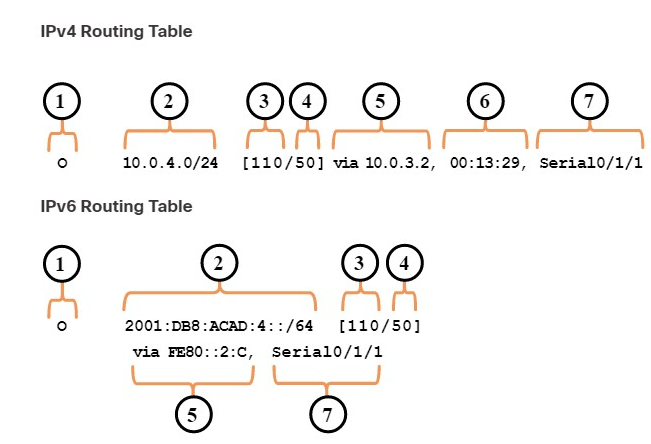 IPv4 Routing Table
1 2 3 4 5 6 7
O 10.0.4.0/24 [110/50] via 10.0.3.2, 00:13:29, Serial0/1/1
IPv6 Routing Table
1 2 3 4
O 2001:DB8:ACAD:4::/64 [110/50]
via FE80::2:C, Serial0/1/1
5 7